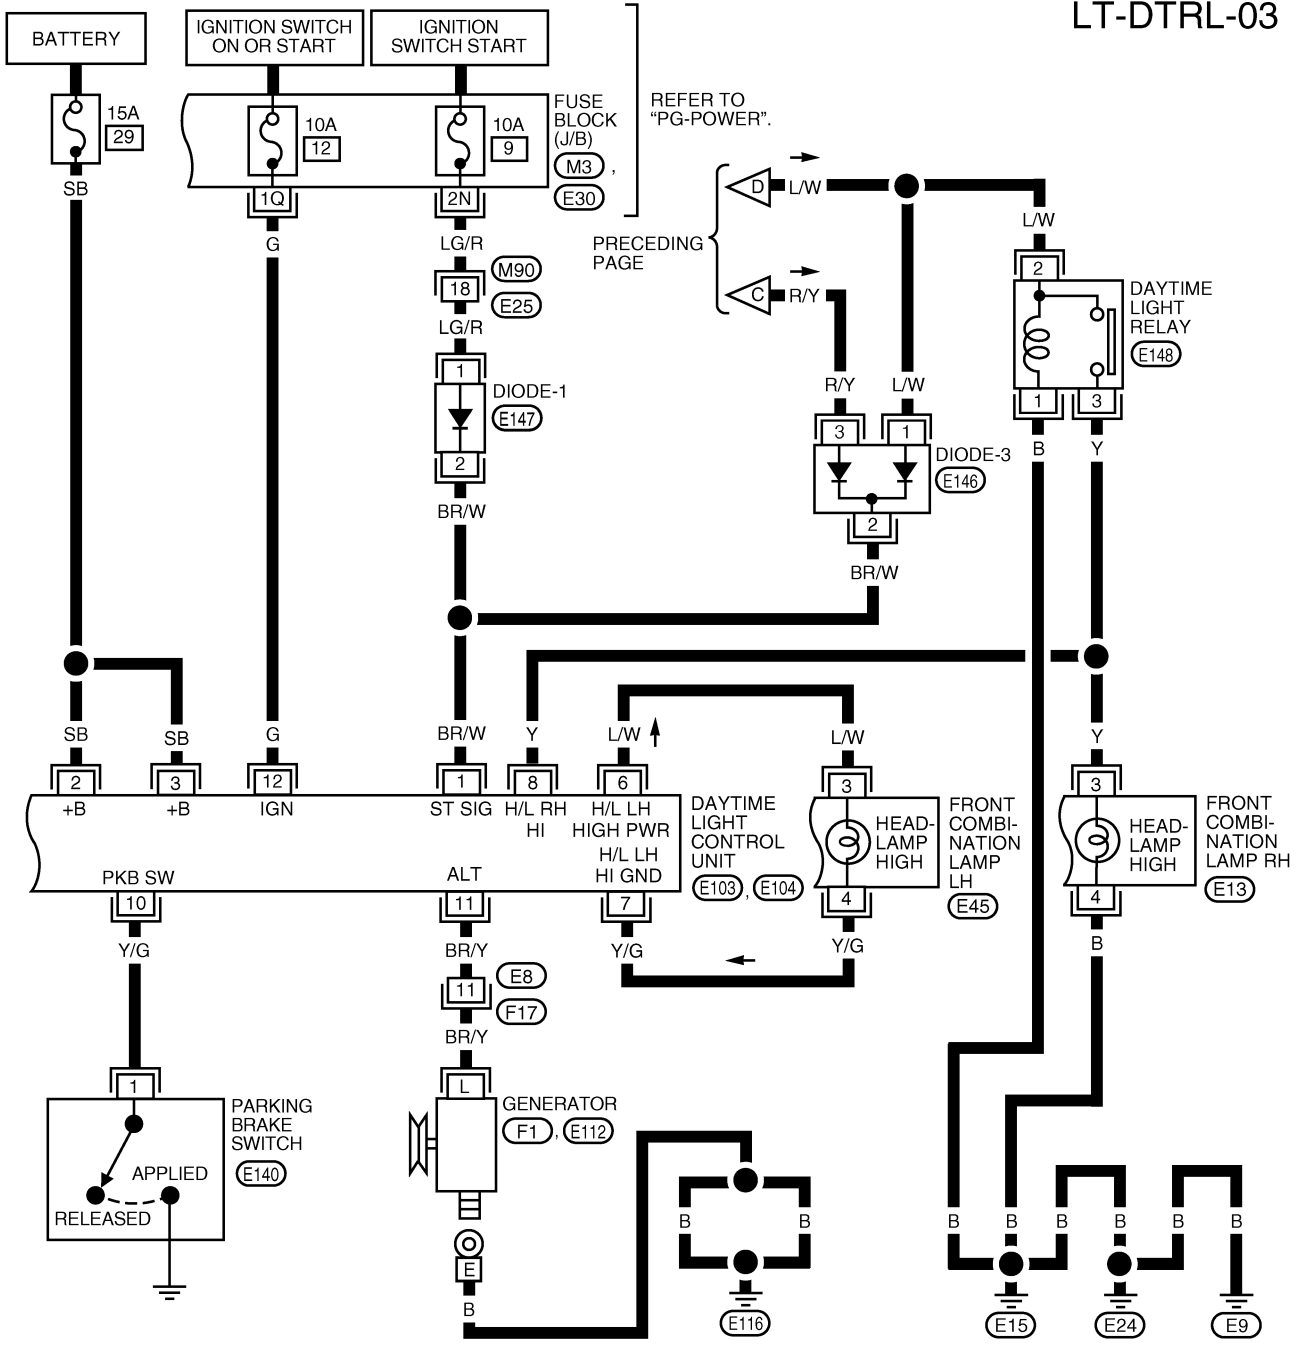 LT-DTRL-03
BATTERY
IGNITION SWITCH
ON OR START
IGNITION
SWITCH START
15A
29
10A
12
10A
9
FUSE
BLOCK
(J/B)
M3 ,
E30
REFER TO
“PG-POWER”.
SB
1Q
2N
G
LG/R
M90
18
E25
LG/R
1
DIODE-1
E147
2
BR/W
PRECEDING
PAGE
D
L/W
C
R/Y
L/W
2
DAYTIME
LIGHT
RELAY
E148
1
3
B
Y
R/Y
L/W
3
1
DIODE-3
E146
2
BR/W
SB
SB
G
BR/W
Y
L/W
L/W
Y
2
3
12
1
8
6
3
3
+B
+B
IGN
ST SIG
H/L RH
HI
H/L LH
HIGH PWR
H/L LH
HI GND
PKB SW
ALT
DAYTIME
LIGHT
CONTROL
UNIT
E103 , E104
HEAD-
LAMP
HIGH
FRONT
COMBI-
NATION
LAMP
LH
E45
HEAD-
LAMP
HIGH
FRONT
COMBI-
NATION
LAMP RH
E13
10
11
7
4
4
Y/G
BR/Y
Y/G
Y/G
B
E8
11
F17
BR/Y
1
L
PARKING
BRAKE
SWITCH
E140
APPLIED
RELEASED
GENERATOR
F1 , E112
E
B
B
B
E116
B
B
B
B
B
B
E15
E24
E9